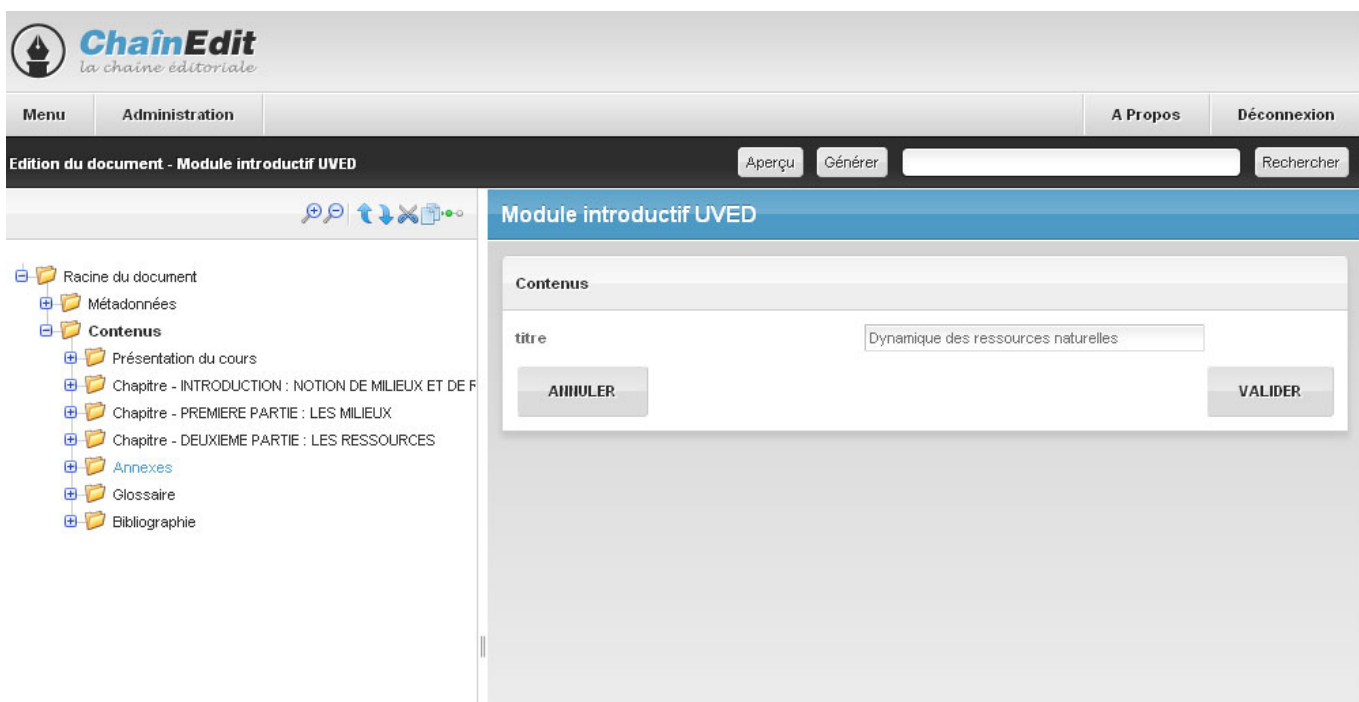 ChaînEdit
la chaîne éditoriale
Menu Administration A Propos Déconnexion
Edition du document - Module introductif UVED Aperçu Générer Rechercher
Module introductif UVED
Racine du document
Métadonnées
Contenus
Présentation du cours
Chapitre - INTRODUCTION : NOTION DE MILIEUX ET DE
Chapitre - PREMIERE PARTIE : LES MILIEUX
Chapitre - DEUXIEME PARTIE : LES RESSOURCES
Annexes
Glossaire
Bibliographie
Contenus
titre Dynamique des ressources naturelles
ANNULER VALIDER